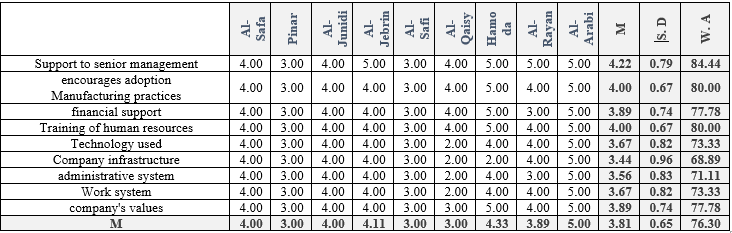 Al-Safa Pinar Al-Junidi Al-Jebrin Al-Safi Al-Qaisy Hamoda Al-Rayan Al-Arabi M S. D W. A
Support to senior management 4.00 3.00 4.00 5.00 3.00 4.00 5.00 5.00 5.00 4.22 0.79 84.44
encourages adoption
Manufacturing practices 4.00 3.00 4.00 4.00 3.00 4.00 5.00 4.00 5.00 4.00 0.67 80.00
financial support 4.00 3.00 4.00 4.00 3.00 4.00 5.00 3.00 5.00 3.89 0.74 77.78
Training of human resources 4.00 3.00 4.00 4.00 3.00 4.00 5.00 4.00 5.00 4.00 0.67 80.00
Technology used 4.00 3.00 4.00 4.00 3.00 2.00 4.00 4.00 5.00 3.67 0.82 73.33
Company infrastructure 4.00 3.00 4.00 4.00 3.00 2.00 2.00 4.00 5.00 3.44 0.96 68.89
administrative system 4.00 3.00 4.00 4.00 3.00 2.00 4.00 3.00 5.00 3.56 0.83 71.11
Work system 4.00 3.00 4.00 4.00 3.00 2.00 4.00 4.00 5.00 3.67 0.82 73.33
company's values 4.00 3.00 4.00 4.00 3.00 3.00 5.00 4.00 5.00 3.89 0.74 77.78
M 4.00 3.00 4.00 4.11 3.00 3.00 4.33 3.89 5.00 3.81 0.65 76.30